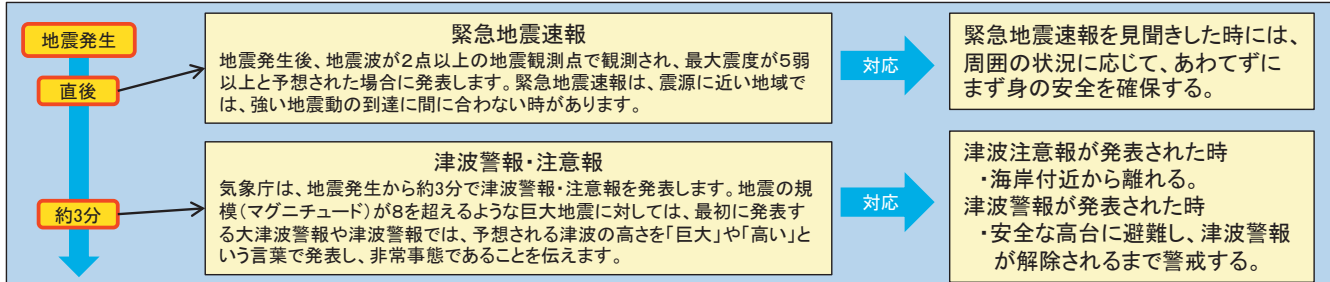 地震発生
直後
約3分
緊急地震速報
地震発生後、地震波が2点以上の地震観測点で観測され、最大震度が5弱
以上と予想された場合に発表します。緊急地震速報は、震源に近い地域で
は、強い地震動の到達に間に合わない時があります。
対応
緊急地震速報を見聞きした時には、
周囲の状況に応じて、あわてずに
まず身の安全を確保する。
津波警報・注意報
気象庁は、地震発生から約3分で津波警報・注意報を発表します。地震の規
模(マグニチュード)が8を超えるような巨大地震に対しては、最初に発表す
る大津波警報や津波警報では、予想される津波の高さを「巨大」や「高い」と
いう言葉で発表し、非常事態であることを伝えます。
対応
津波注意報が発表された時
・海岸付近から離れる。
津波警報が発表された時
・安全な高台に避難し、津波警報
が解除されるまで警戒する。